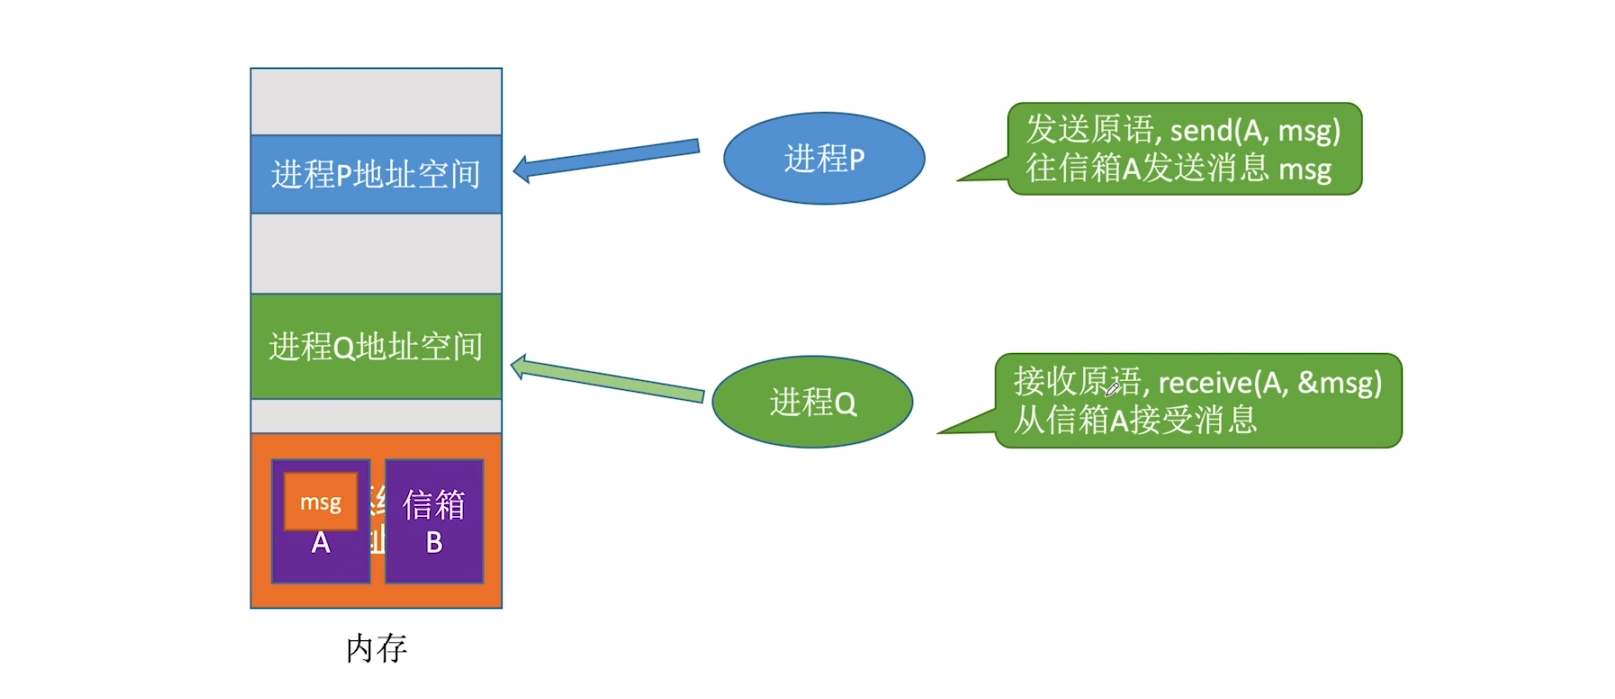 进程P地址空间
进程P
发送原语, send(A, msg)
往信箱A发送消息 msg
进程Q地址空间
进程Q
接收原语, receive(A, &msg)
从信箱A接受消息
msg
A
信箱
B
内存